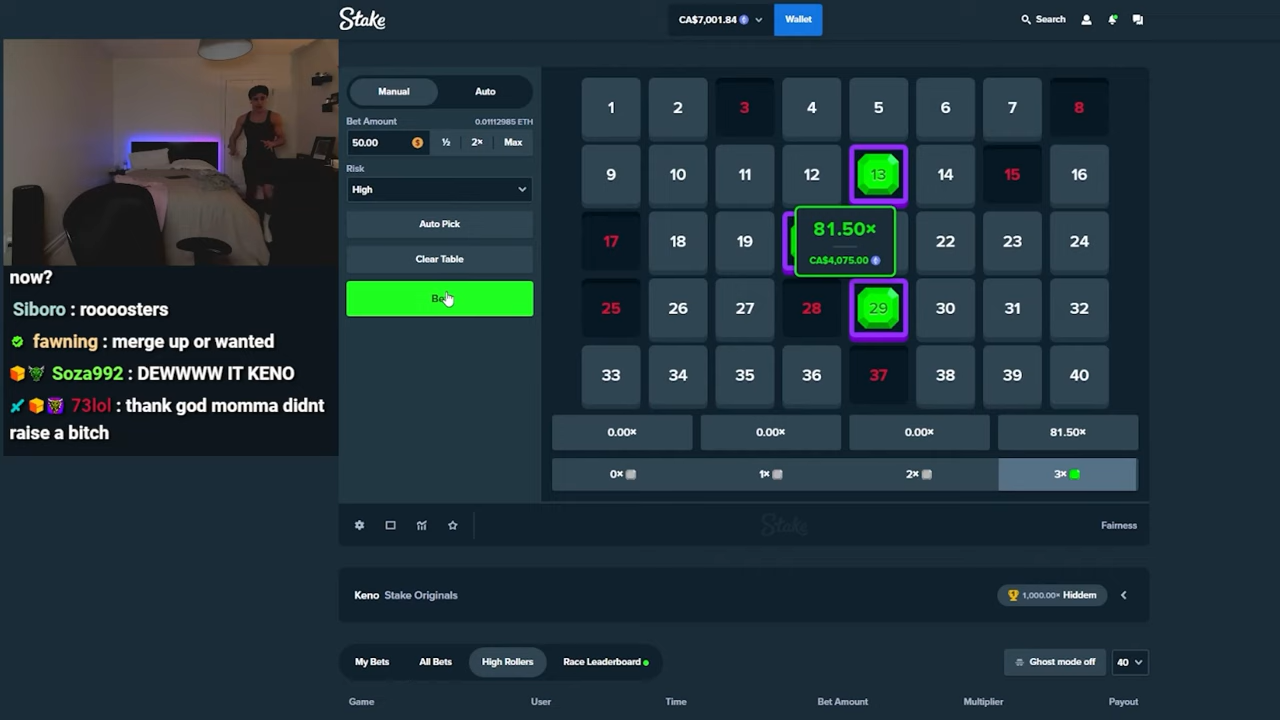 Stake
CA$7,001.84
Wallet
Search
Manual
Auto
Bet Amount
0.01112985 ETH
50.00
½
2×
Max
Risk
High
Auto Pick
Clear Table
1 2 3 4 5 6 7 8
9 10 11 12 13 14 15 16
17 18 19 22 23 24
81.50×
CA$4,075.00
25 26 27 28 29 30 31 32
33 34 35 36 37 38 39 40
0.00× 0.00× 0.00× 81.50×
0× 1× 2× 3×
now?
Siboro : roooosters
fawning : merge up or wanted
Soza992 : DEWWWW IT KENO
73lol : thank god momma didnt
raise a bitch
Stake
Fairness
Keno Stake Originals
1,000.00× Hidden
My Bets
All Bets
High Rollers
Race Leaderboard
Ghost mode off
40
Game User Time Bet Amount Multiplier Payout